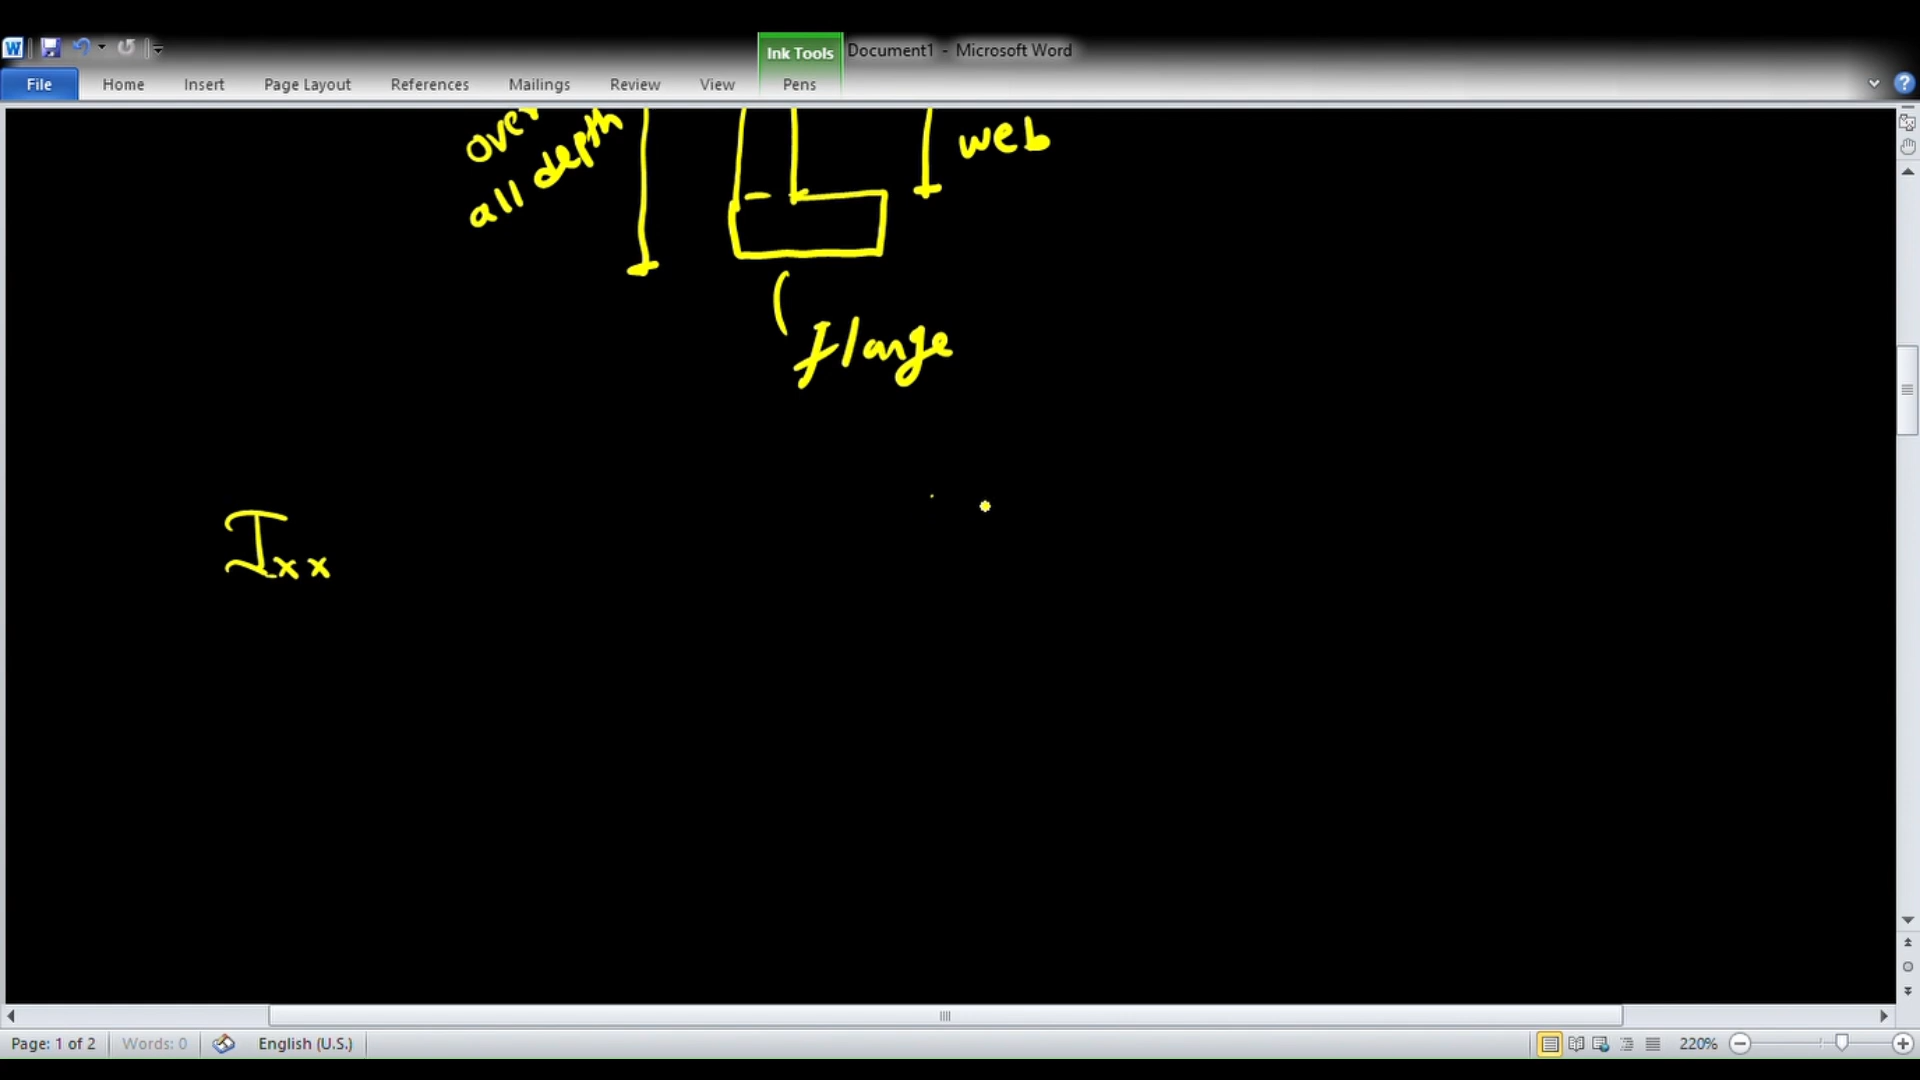 Ink Tools
Document1 - Microsoft Word
File Home Insert Page Layout References Mailings Review View Pens
over
all depth
web
flange
Ixx
Page: 1 of 2 Words: 0 English (U.S.) 220%